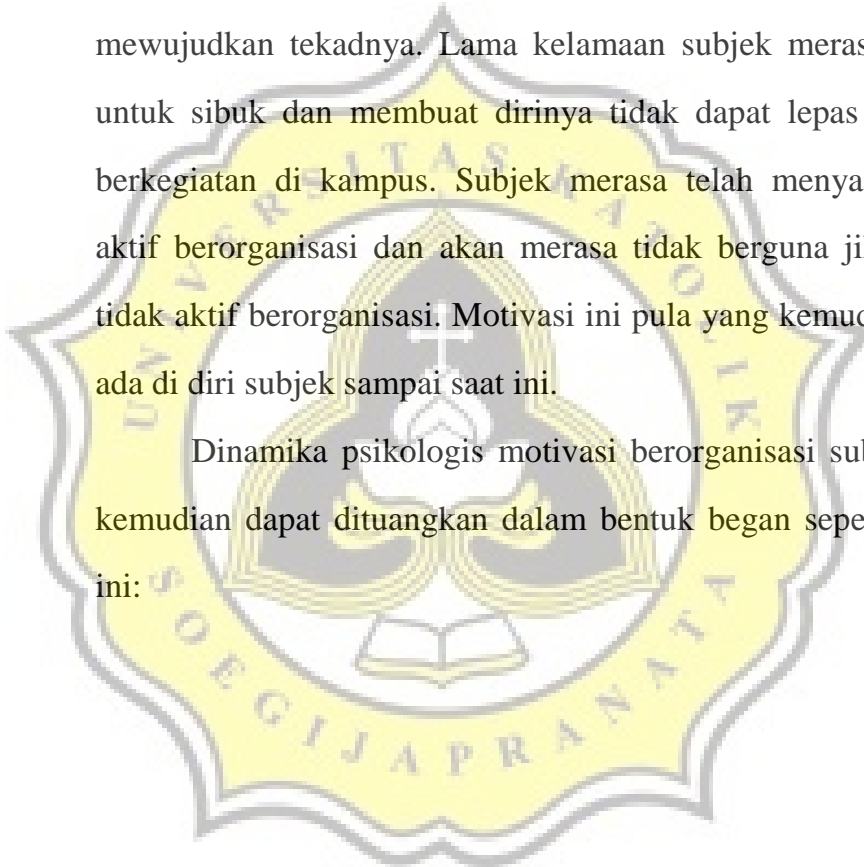 mewujudkan tekadnya. Lama kelamaan subjek meras
untuk sibuk dan membuat dirinya tidak dapat lepas
berkegiatan di kampus. Subjek merasa telah menya
aktif berorganisasi dan akan merasa tidak berguna ji
tidak aktif berorganisasi. Motivasi ini pula yang kemud
ada di diri subjek sampai saat ini.
Dinamika psikologis motivasi berorganisasi sub
kemudian dapat dituangkan dalam bentuk began sepe
ini:
UNIVERSITAS KATOLIK
SOEGIJAPRANATA